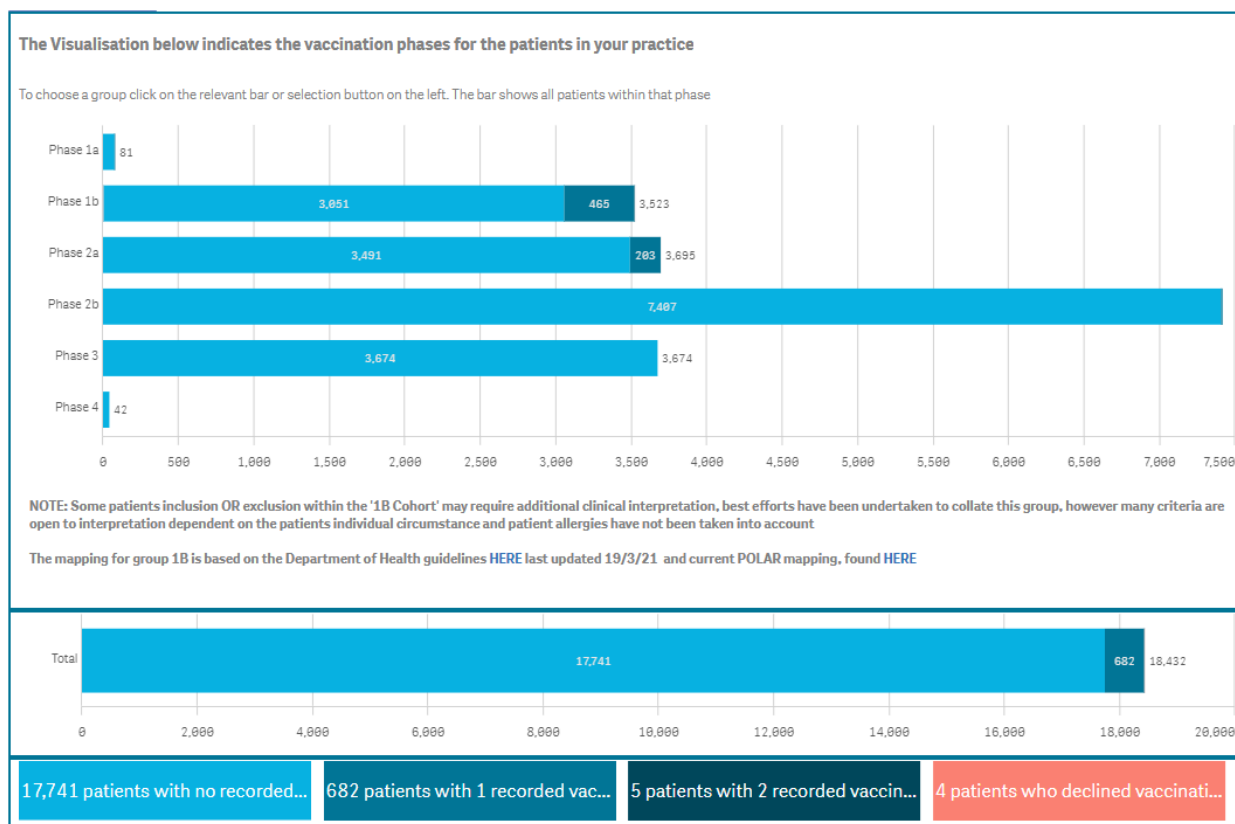 The Visualisation below indicates the vaccination phases for the patients in your practice
To choose a group click on the relevant bar or selection button on the left. The bar shows all patients within that phase
Phase 1a 81
Phase 1b 3,051 465 3,523
Phase 2a 3,491 203 3,695
Phase 2b 7,407
Phase 3 3,674 3,674
Phase 4 42
0 500 1,000 1,500 2,000 2,500 3,000 3,500 4,000 4,500 5,000 5,500 6,000 6,500 7,000 7,500
NOTE: Some patients inclusion OR exclusion within the '1B Cohort' may require additional clinical interpretation, best efforts have been undertaken to collate this group, however many criteria are
open to interpretation dependent on the patients individual circumstance and patient allergies have not been taken into account
The mapping for group 1B is based on the Department of Health guidelines HERE last updated 19/3/21 and current POLAR mapping, found HERE
Total 17,741 682 18,432
0 2,000 4,000 6,000 8,000 10,000 12,000 14,000 16,000 18,000 20,000
17,741 patients with no recorded... 682 patients with 1 recorded vac... 5 patients with 2 recorded vaccin... 4 patients who declined vaccinati...